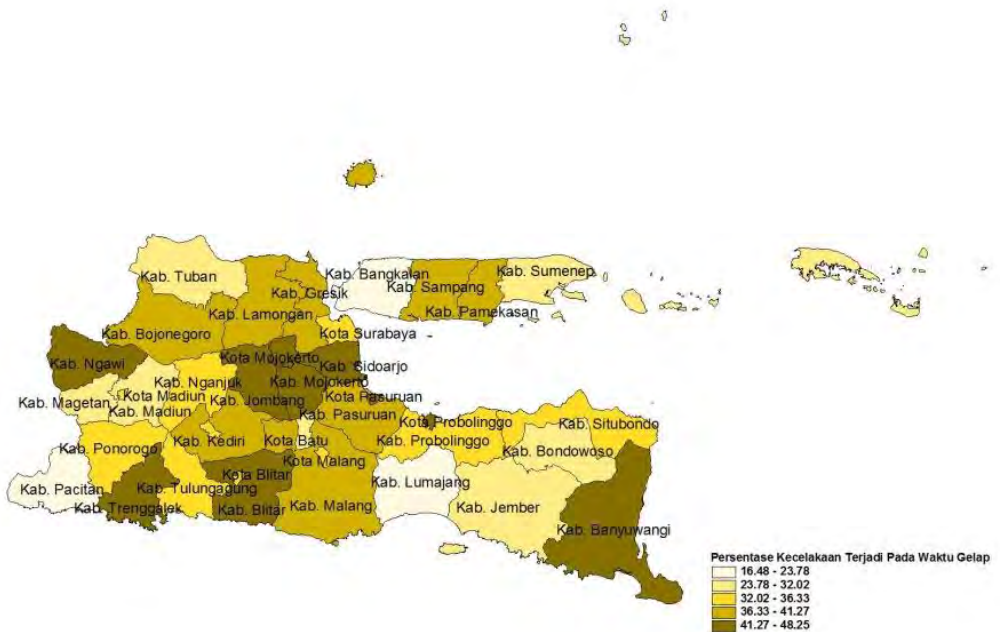 Kab. Tuban
Kab. Bangkalan
Kab. Sumenep
Kab. Sampang
Kab. Gresik
Kab. Pamekasan
Kab. Lamongan
Kab. Bojonegoro
Kota Surabaya
Kab. Ngawi
Kota Mojokerto
Kab. Sidoarjo
Kab. Nganjuk
Kab. Mojokerto
Kab. Magetan
Kota Madiun
Kab. Jombang
Kota Pasuruan
Kab. Madiun
Kab. Pasuruan
Kota Probolinggo
Kab. Situbondo
Kab. Ponorogo
Kab. Kediri
Kota Batu
Kab. Probolinggo
Kab. Bondowoso
Kota Malang
Kab. Pacitan
Kab. Tulungagung
Kota Blitar
Kab. Lumajang
Kab. Trenggalek
Kab. Blitar
Kab. Malang
Kab. Jember
Kab. Banyuwangi
Persentase Kecelakaan Terjadi Pada Waktu Gelap
16.48 - 23.78
23.78 - 32.02
32.02 - 36.33
36.33 - 41.27
41.27 - 48.25